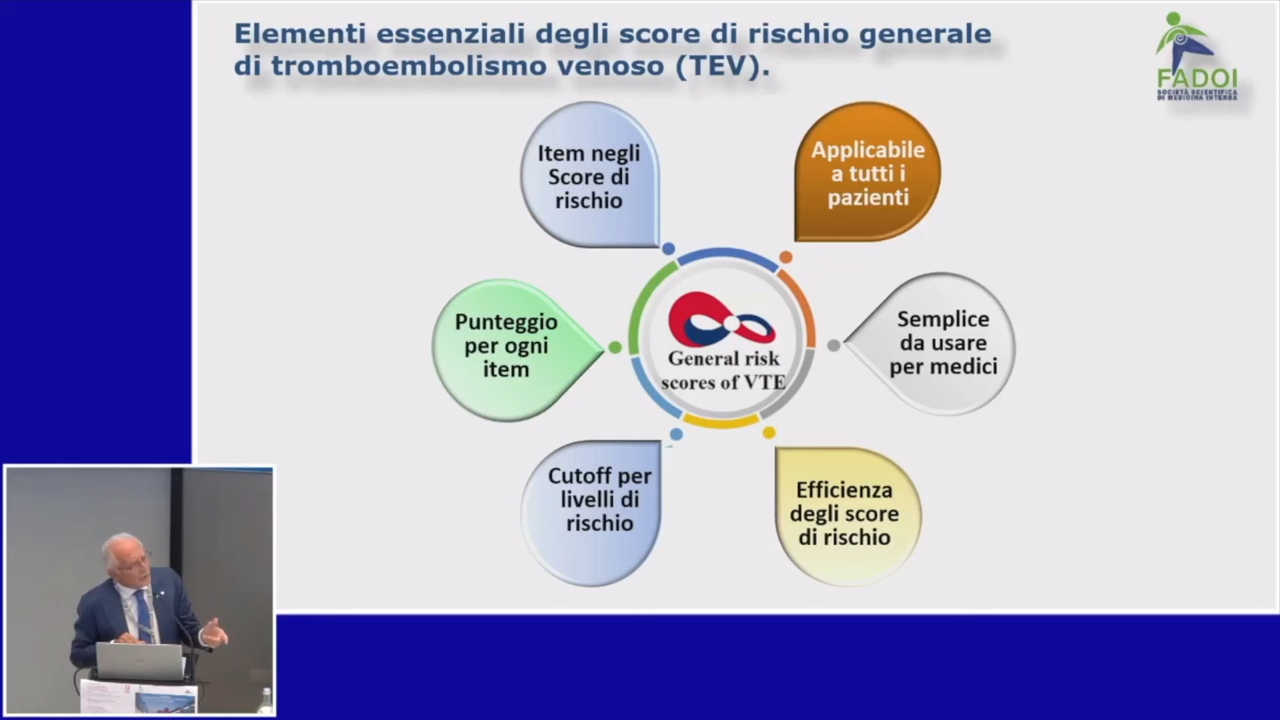 Elementi essenziali degli score di rischio generale
di tromboembolismo venoso (TEV).
FADOI
SOCIETÀ SCIENTIFICA
DI MEDICINA INTERNA
Item negli
Score di
rischio
Applicabile
a tutti i
pazienti
Punteggio
per ogni
item
General risk
scores of VTE
Semplice
da usare
per medici
Cutoff per
livelli di
rischio
Efficienza
degli score
di rischio